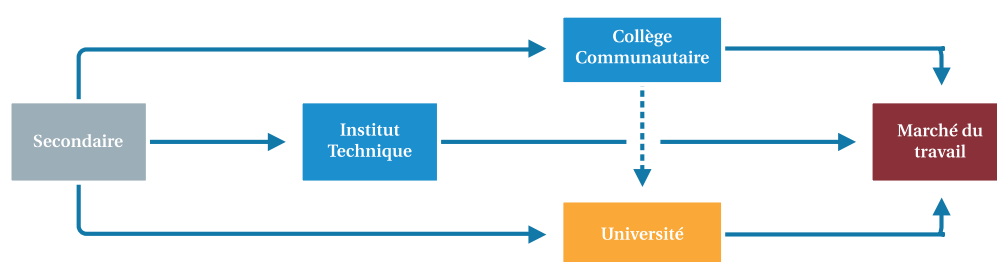 Collège
Communautaire
Secondaire
Institut
Technique
Marché du
travail
Université